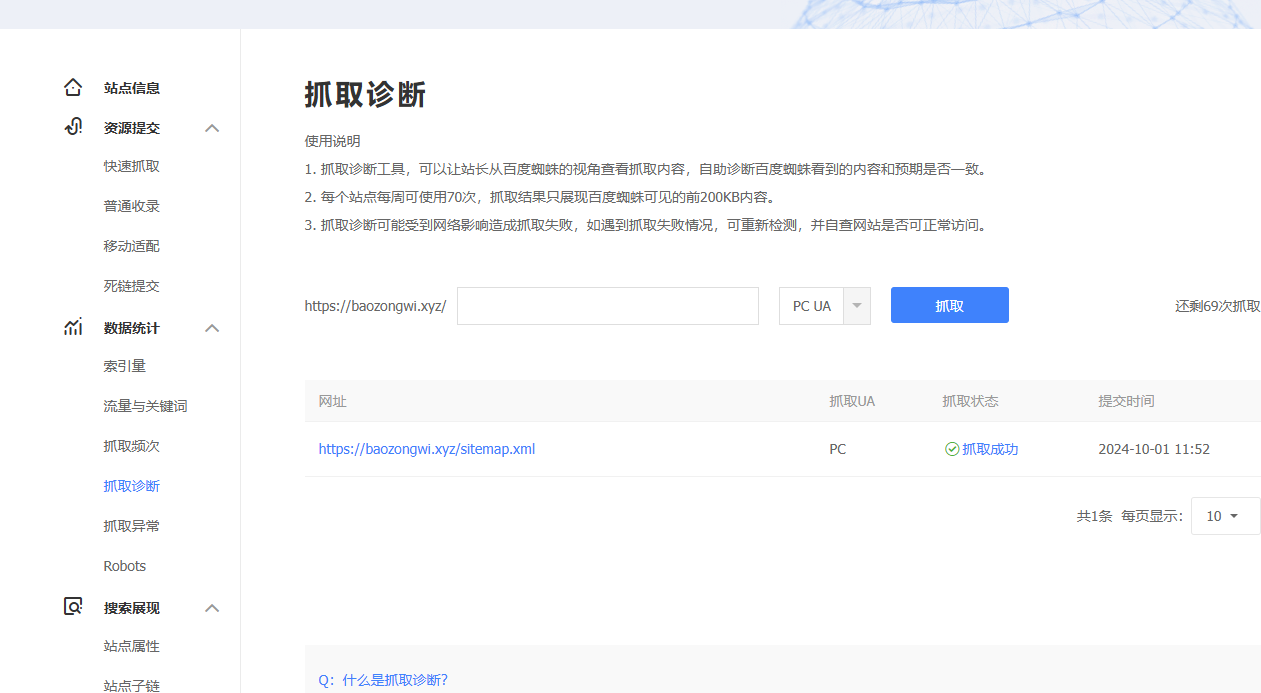 站点信息
资源提交
快速抓取
普通收录
移动适配
死链提交
数据统计
索引量
流量与关键词
抓取频次
抓取诊断
抓取异常
Robots
搜索展现
站点属性
站点子链
抓取诊断
使用说明
1. 抓取诊断工具，可以让站长从百度蜘蛛的视角查看抓取内容，自助诊断百度蜘蛛看到的内容和预期是否一致。
2. 每个站点每周可使用70次，抓取结果只展现百度蜘蛛可见的前200KB内容。
3. 抓取诊断可能受到网络影响造成抓取失败，如遇到抓取失败情况，可重新检测，并自查网站是否可正常访问。
https://baozongwi.xyz/ PC UA 抓取 还剩69次抓取
网址 抓取UA 抓取状态 提交时间
https://baozongwi.xyz/sitemap.xml PC 抓取成功 2024-10-01 11:52
共1条 每页显示： 10
Q：什么是抓取诊断?